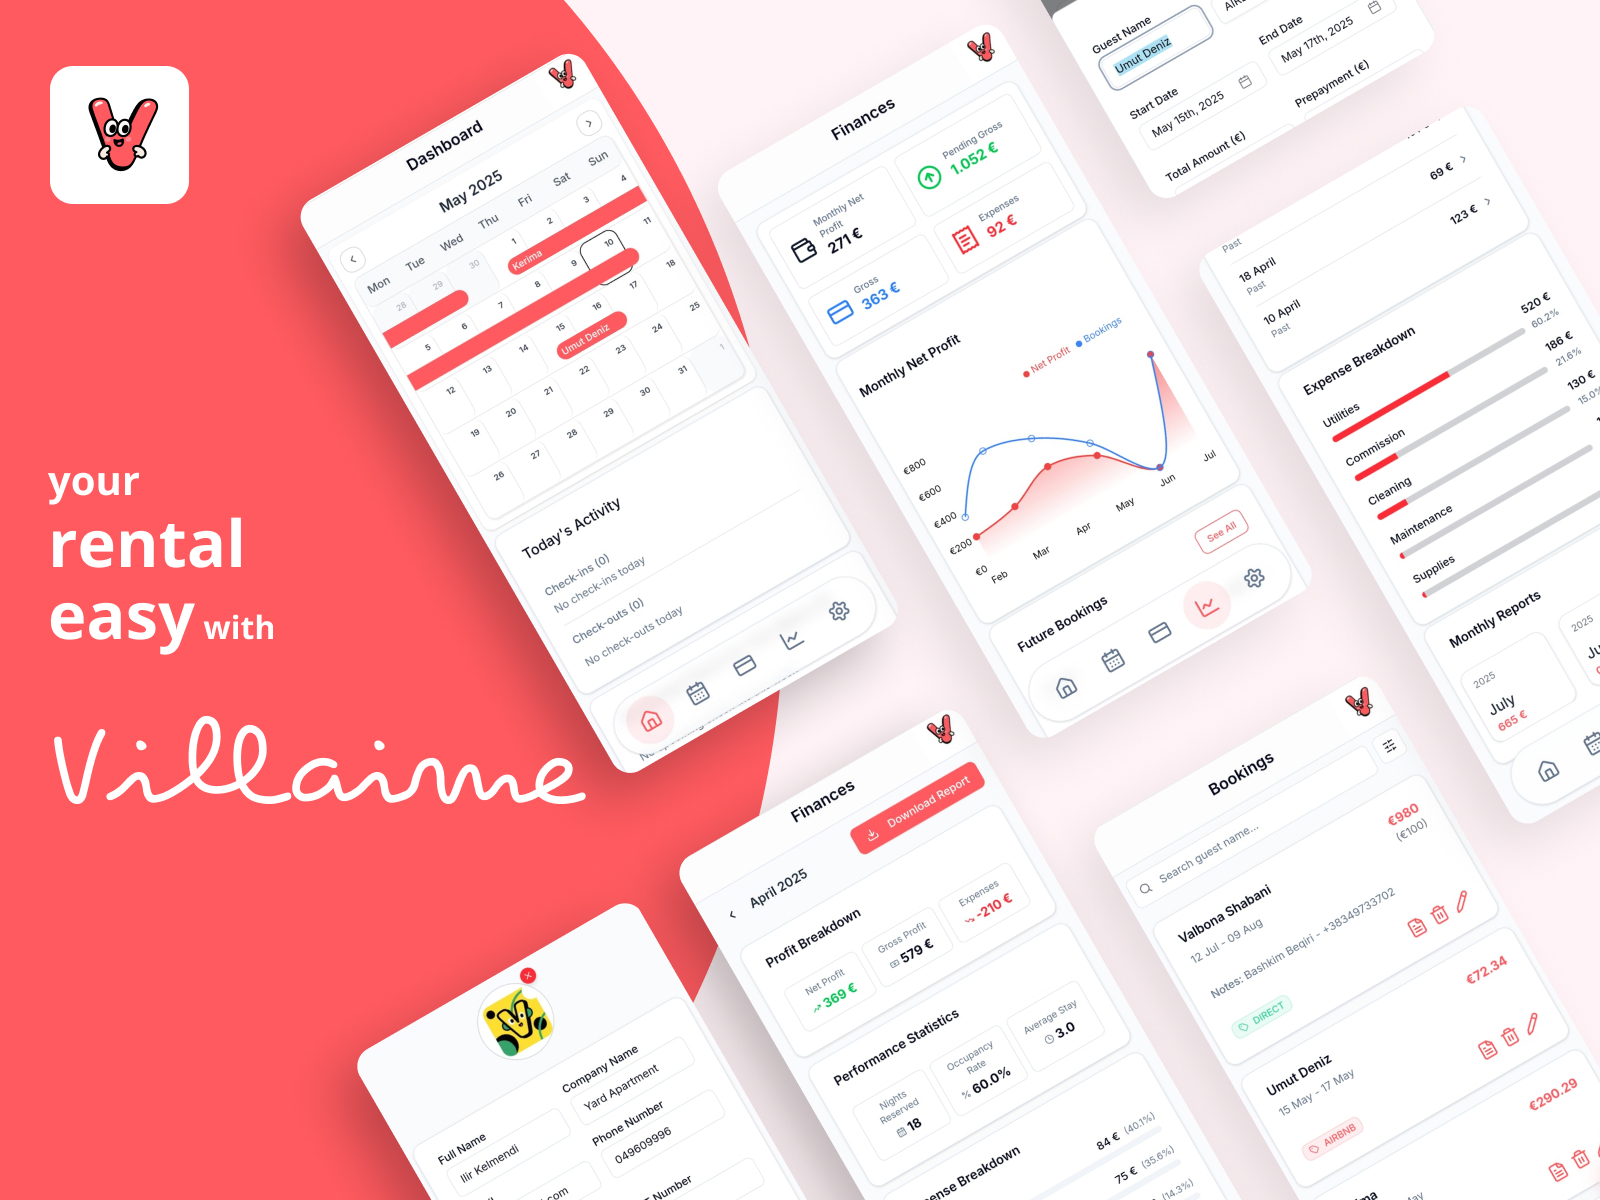 your
rental
easy with
Villaime
Dashboard
May 2025
Mon Tue Wed Thu Fri Sat Sun
28 29 30 1 2 3 4
Kerima
5 6 7 8 9 10 11
12 13 14 15 16 17 18
Umut Deniz
19 20 21 22 23 24 25
26 27 28 29 30 31 1
Today's Activity
Check-ins (0)
No check-ins today
Check-outs (0)
No check-outs today
Finances
Monthly Net
Profit
271 €
Pending Gross
1.052 €
Gross
363 €
Expenses
92 €
Monthly Net Profit
Net Profit Bookings
€800
€600
€400
€200
€0
Feb Mar Apr May Jun Jul
See All
Future Bookings
Guest Name
Umut Deniz
Start Date
May 15th, 2025
End Date
May 17th, 2025
Total Amount (€)
Prepayment (€)
69 €
Past
123 €
18 April
Past
10 April
Past
Expense Breakdown
Utilities
520 €
60.2%
Commission
186 €
21.6%
Cleaning
130 €
15.0%
Maintenance
Supplies
Monthly Reports
2025
July
665 €
2025
Finances
Download Report
April 2025
Profit Breakdown
Net Profit
369 €
Gross Profit
579 €
Expenses
-210 €
Performance Statistics
Nights
Reserved
18
Occupancy
Rate
% 60.0%
Average Stay
3.0
Breakdown
84 € (40.1%)
75 € (35.6%)
(14.3%)
Bookings
Search guest name...
Valbona Shabani
12 Jul - 09 Aug
€980
(€100)
Notes: Bashkim Beqiri - +38349733702
DIRECT
Umut Deniz
15 May - 17 May
€72.34
AIRBNB
€290.29
May
Company Name
Yard Apartment
Full Name
Ilir Kelmendi
Phone Number
049609996
Number